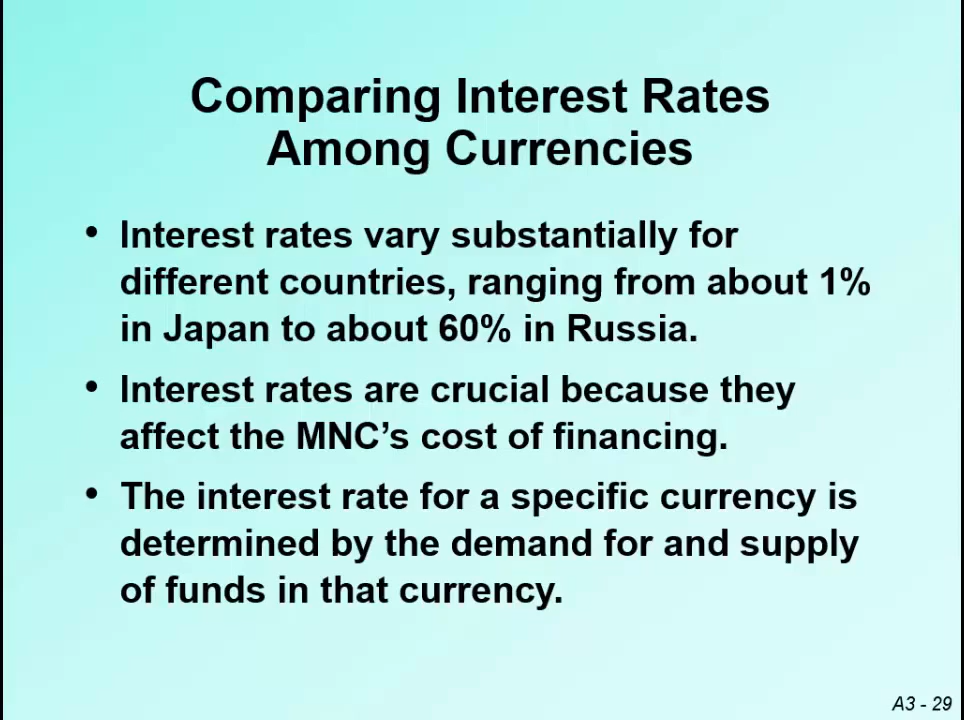 Comparing Interest Rates
Among Currencies
• Interest rates vary substantially for
different countries, ranging from about 1%
in Japan to about 60% in Russia.
• Interest rates are crucial because they
affect the MNC’s cost of financing.
• The interest rate for a specific currency is
determined by the demand for and supply
of funds in that currency.
A3 - 29